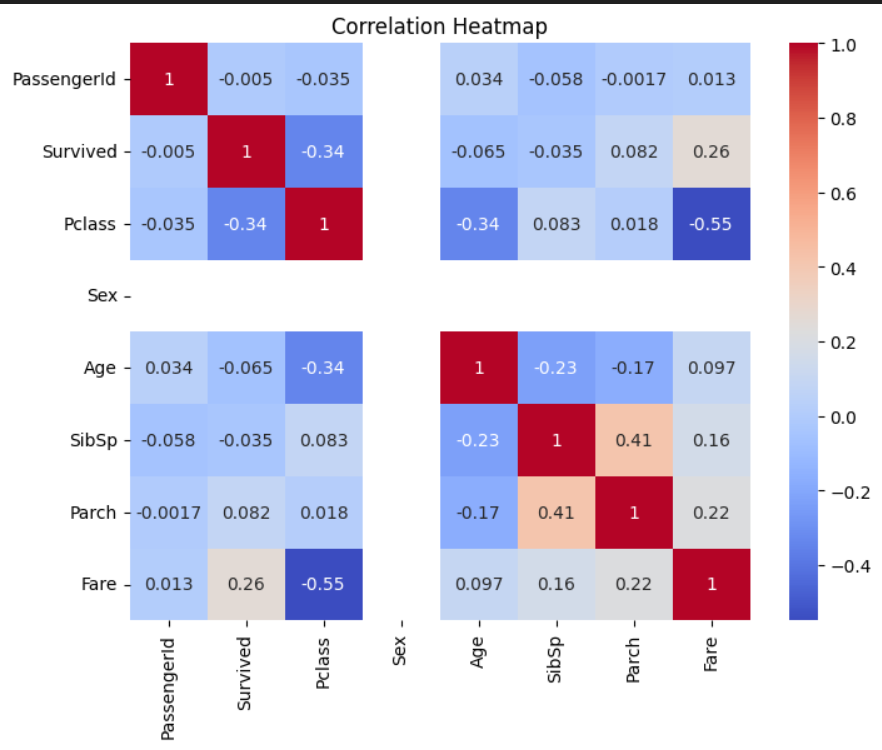 Correlation Heatmap
PassengerId 1 -0.005 -0.035 0.034 -0.058 -0.0017 0.013
Survived -0.005 1 -0.34 -0.065 -0.035 0.082 0.26
Pclass -0.035 -0.34 1 -0.34 0.083 0.018 -0.55
Sex
Age 0.034 -0.065 -0.34 1 -0.23 -0.17 0.097
SibSp -0.058 -0.035 0.083 -0.23 1 0.41 0.16
Parch -0.0017 0.082 0.018 -0.17 0.41 1 0.22
Fare 0.013 0.26 -0.55 0.097 0.16 0.22 1
PassengerId Survived Pclass Sex Age SibSp Parch Fare
1.0
0.8
0.6
0.4
0.2
0.0
−0.2
−0.4